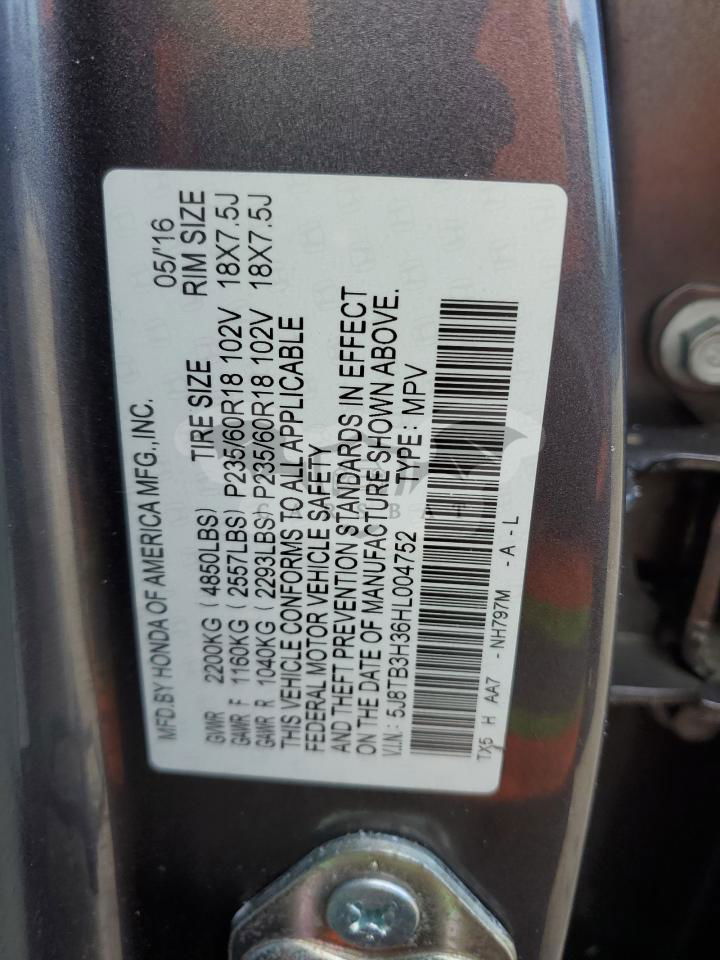 MFD.BY HONDA OF AMERICA MFG.,INC. 05/'16
GVWR 2200KG (4850LBS) TIRE SIZE RIM SIZE
GAWR F 1160KG (2557LBS) P235/60R18 102V 18X7.5J
GAWR R 1040KG (2293LBS) P235/60R18 102V 18X7.5J
THIS VEHICLE CONFORMS TO ALL APPLICABLE
FEDERAL MOTOR VEHICLE SAFETY
AND THEFT PREVENTION STANDARDS IN EFFECT
ON THE DATE OF MANUFACTURE SHOWN ABOVE.
V.I.N.: 5J8TB3H36HL004752 TYPE: MPV
TX5 H AA7 - NH797M - A - L
CARSBAT